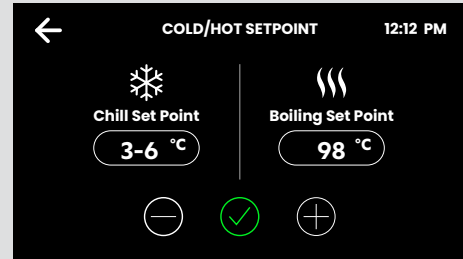 COLD/HOT SETPOINT 12:12 PM
Chill Set Point
3-6 °C
Boiling Set Point
98 °C